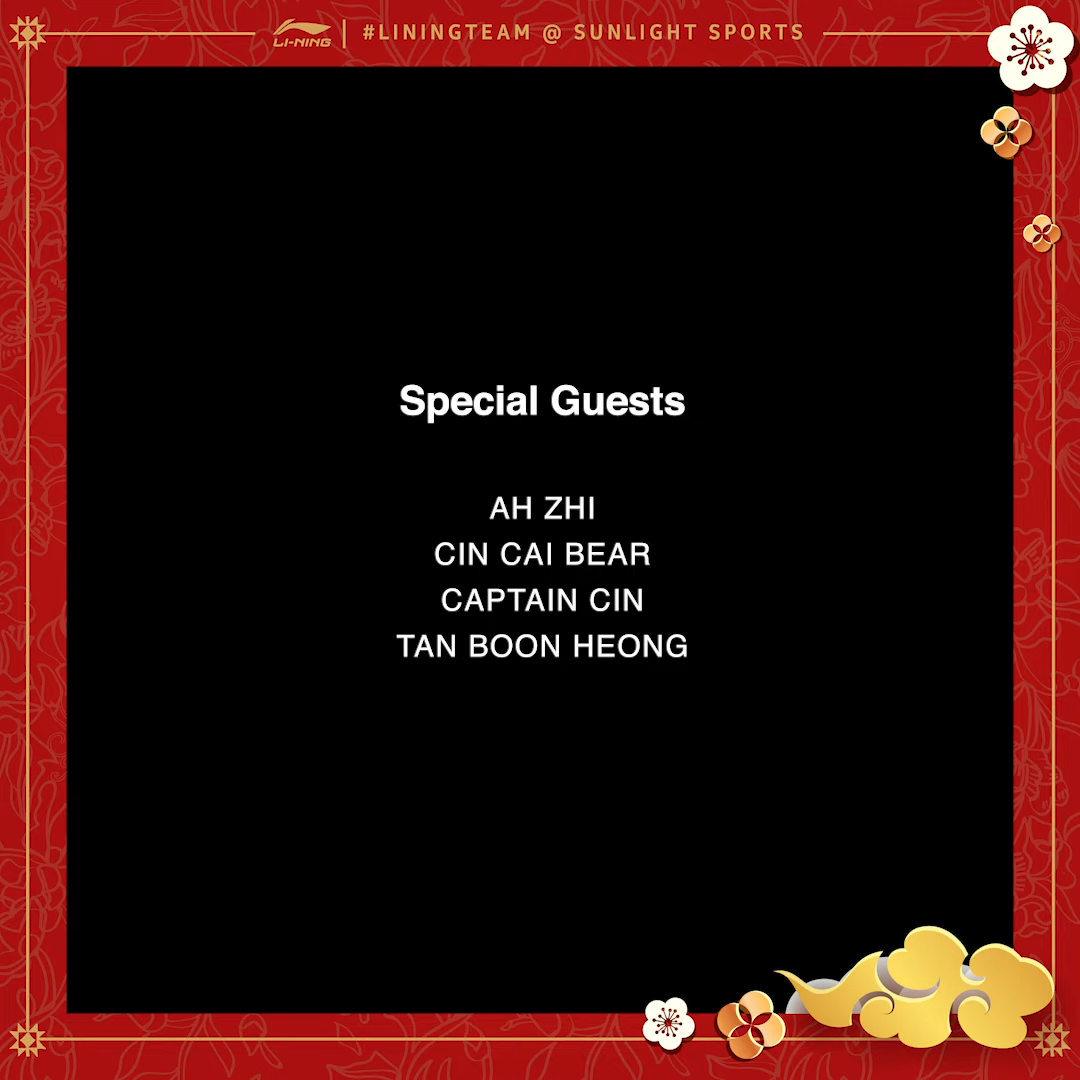 LI-NING | #LININGTEAM @ SUNLIGHT SPORTS
Special Guests
AH ZHI
CIN CAI BEAR
CAPTAIN CIN
TAN BOON HEONG